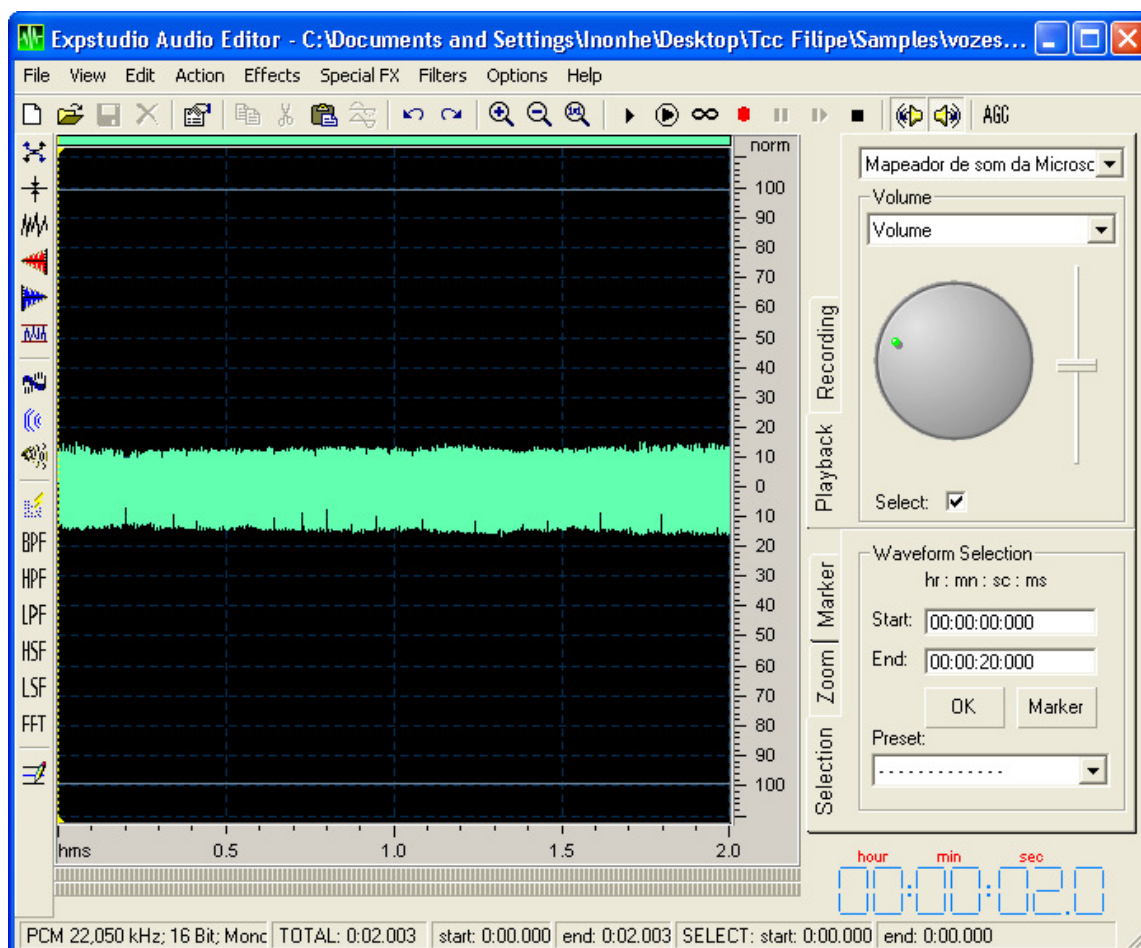 Expstudio Audio Editor - C:\Documents and Settings\Inonhe\Desktop\Tcc Filipe\Samples\vozes...
File View Edit Action Effects Special FX Filters Options Help
AGC
norm
100
90
80
70
60
50
40
30
20
10
0
10
20
30
40
50
60
70
80
90
100
BPF
HPF
LPF
HSF
LSF
FFT
hms 0.5 1.0 1.5 2.0
Recording
Playback
Mapeador de som da Microsc
Volume
Volume
Select:
Marker
Zoom
Selection
Waveform Selection
hr : mn : sc : ms
Start: 00:00:00:000
End: 00:00:20:000
OK Marker
Preset:
- - - - - - - - - - - - -
hour min sec
00:00:02.0
PCM 22,050 kHz; 16 Bit; Monc TOTAL: 0:02.003 start: 0:00.000 end: 0:02.003 SELECT: start: 0:00.000 end: 0:00.000